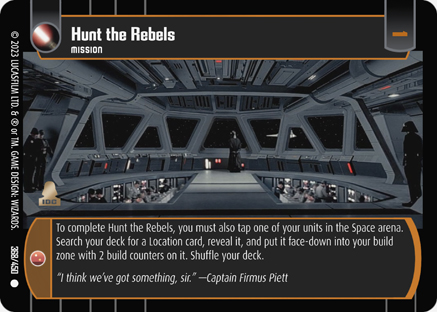 Hunt the Rebels
MISSION
1
© 2023 LUCASFILM LTD. & ® or TM. GAME DESIGN: WIZARDS.
IDC
To complete Hunt the Rebels, you must also tap one of your units in the Space arena.
Search your deck for a Location card, reveal it, and put it face-down into your build
zone with 2 build counters on it. Shuffle your deck.
"I think we've got something, sir." —Captain Firmus Piett